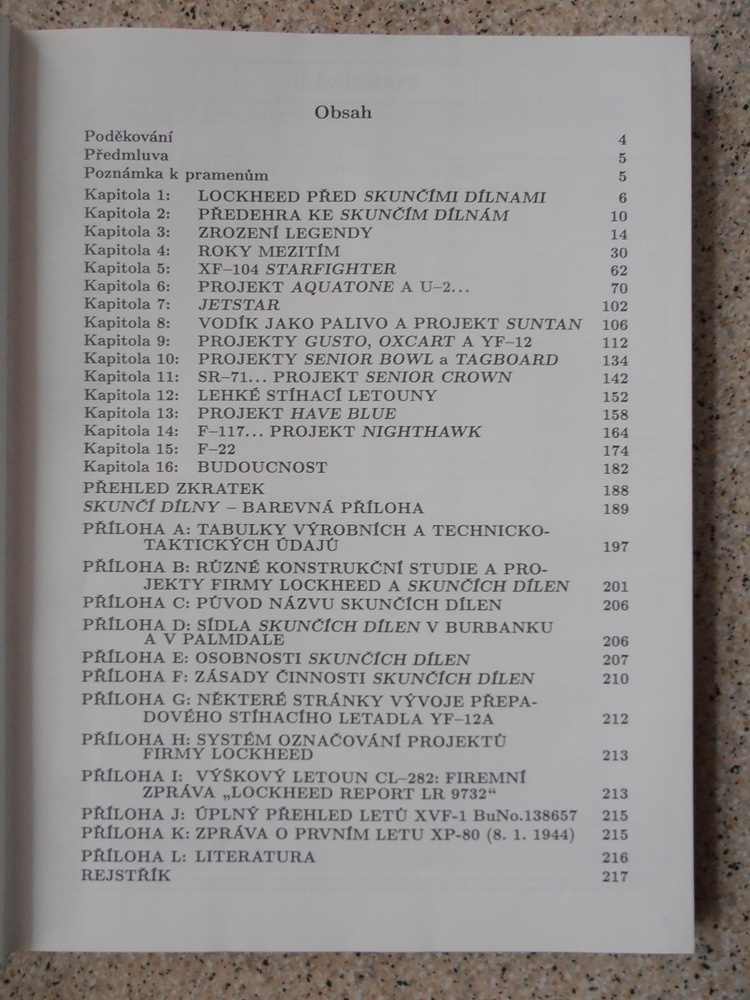 Obsah
Poděkování 4
Předmluva 5
Poznámka k pramenům 5
Kapitola 1: LOCKHEED PŘED SKUNČÍMI DÍLNAMI 6
Kapitola 2: PŘEDEHRA KE SKUNČÍM DÍLNÁM 10
Kapitola 3: ZROZENÍ LEGENDY 14
Kapitola 4: ROKY MEZITÍM 30
Kapitola 5: XF–104 STARFIGHTER 62
Kapitola 6: PROJEKT AQUATONE A U–2... 70
Kapitola 7: JETSTAR 102
Kapitola 8: VODÍK JAKO PALIVO A PROJEKT SUNTAN 106
Kapitola 9: PROJEKTY GUSTO, OXCART A YF–12 112
Kapitola 10: PROJEKTY SENIOR BOWL a TAGBOARD 134
Kapitola 11: SR–71... PROJEKT SENIOR CROWN 142
Kapitola 12: LEHKÉ STÍHACÍ LETOUNY 152
Kapitola 13: PROJEKT HAVE BLUE 158
Kapitola 14: F–117... PROJEKT NIGHTHAWK 164
Kapitola 15: F–22 174
Kapitola 16: BUDOUCNOST 182
PŘEHLED ZKRATEK 188
SKUNČÍ DÍLNY – BAREVNÁ PŘÍLOHA 189
PŘÍLOHA A: TABULKY VÝROBNÍCH A TECHNICKO-
TAKTICKÝCH ÚDAJŮ 197
PŘÍLOHA B: RŮZNÉ KONSTRUKČNÍ STUDIE A PRO-
JEKTY FIRMY LOCKHEED A SKUNČÍCH DÍLEN 201
PŘÍLOHA C: PŮVOD NÁZVU SKUNČÍCH DÍLEN 206
PŘÍLOHA D: SÍDLA SKUNČÍCH DÍLEN V BURBANKU
A V PALMDALE 206
PŘÍLOHA E: OSOBNOSTI SKUNČÍCH DÍLEN 207
PŘÍLOHA F: ZÁSADY ČINNOSTI SKUNČÍCH DÍLEN 210
PŘÍLOHA G: NĚKTERÉ STRÁNKY VÝVOJE PŘEPA-
DOVÉHO STÍHACÍHO LETADLA YF–12A 212
PŘÍLOHA H: SYSTÉM OZNAČOVÁNÍ PROJEKTŮ
FIRMY LOCKHEED 213
PŘÍLOHA I: VÝŠKOVÝ LETOUN CL–282: FIREMNÍ
ZPRÁVA „LOCKHEED REPORT LR 9732“ 213
PŘÍLOHA J: ÚPLNÝ PŘEHLED LETŮ XVF-1 BuNo.138657 215
PŘÍLOHA K: ZPRÁVA O PRVNÍM LETU XP-80 (8. 1. 1944) 215
PŘÍLOHA L: LITERATURA 216
REJSTŘÍK 217